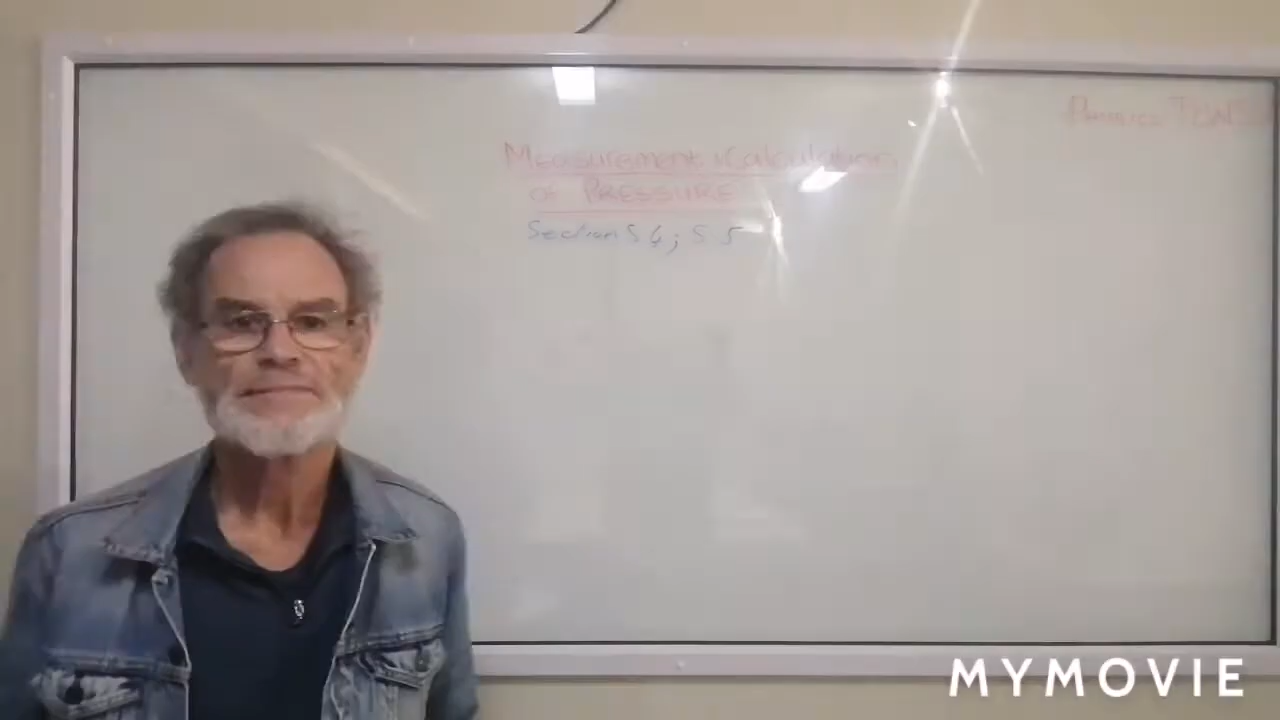 Measurement & Calculation
of PRESSURE
Section 5.4; 5.5
MYMOVIE